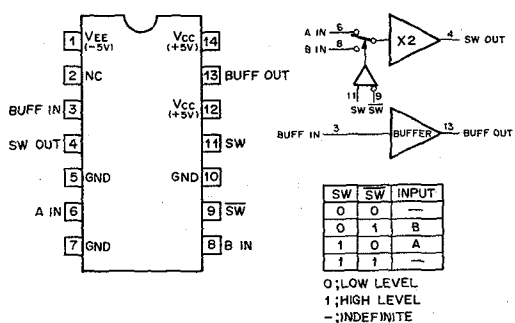 1 VEE (-5V)
VCC (+5V) 14
2 NC
13 BUFF OUT
BUFF IN 3
VCC (+5V) 12
SW OUT 4
11 SW
5 GND
GND 10
A IN 6
9 S̅W̅
7 GND
8 B IN
A IN 6
B IN 8
X2
4 SW OUT
11 9
SW S̅W̅
BUFF IN 3
BUFFER
13 BUFF OUT
SW S̅W̅ INPUT
0 0 —
0 1 B
1 0 A
1 1 —
0;LOW LEVEL
1;HIGH LEVEL
–;INDEFINITE